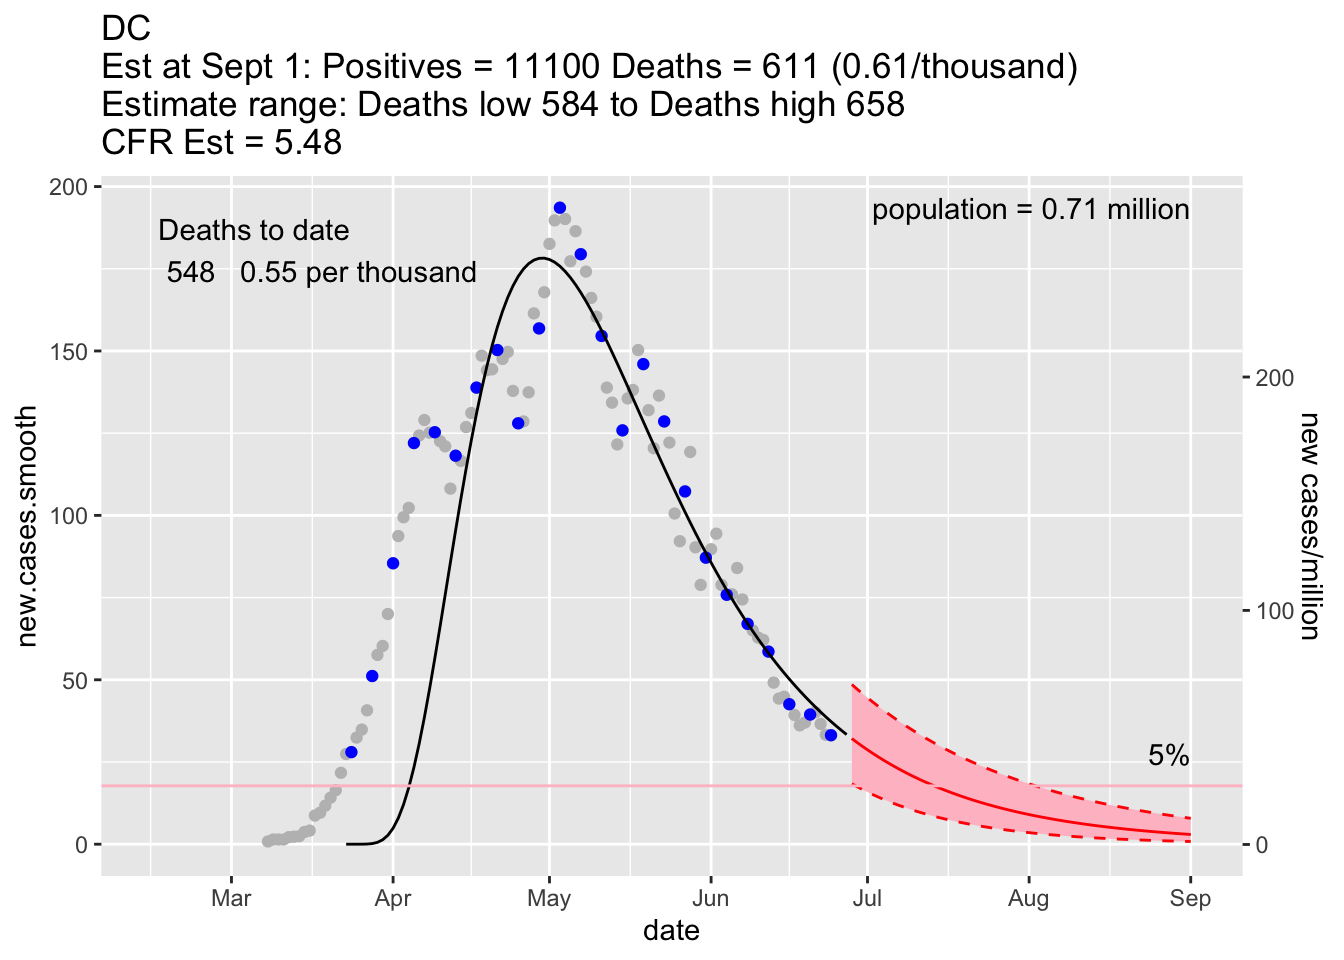 DC
Est at Sept 1: Positives = 11100 Deaths = 611 (0.61/thousand)
Estimate range: Deaths low 584 to Deaths high 658
CFR Est = 5.48
Deaths to date
548 0.55 per thousand
population = 0.71 million
5%
new.cases.smooth
200
150
100
50
0
new cases/million
200
100
0
Mar Apr May Jun Jul Aug Sep
date